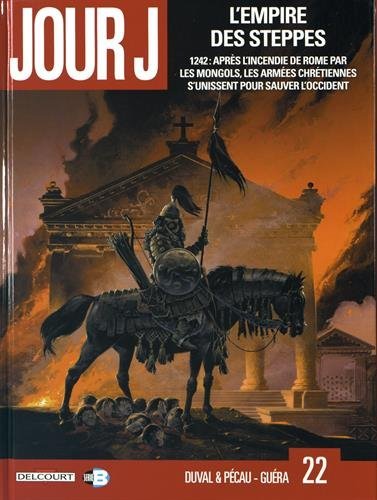 JOUR J
L'EMPIRE
DES STEPPES
1242 : APRÈS L'INCENDIE DE ROME PAR
LES MONGOLS, LES ARMÉES CHRÉTIENNES
S'UNISSENT POUR SAUVER L'OCCIDENT
DELCOURT
SERIE B
DUVAL & PÉCAU - GUÉRA
22